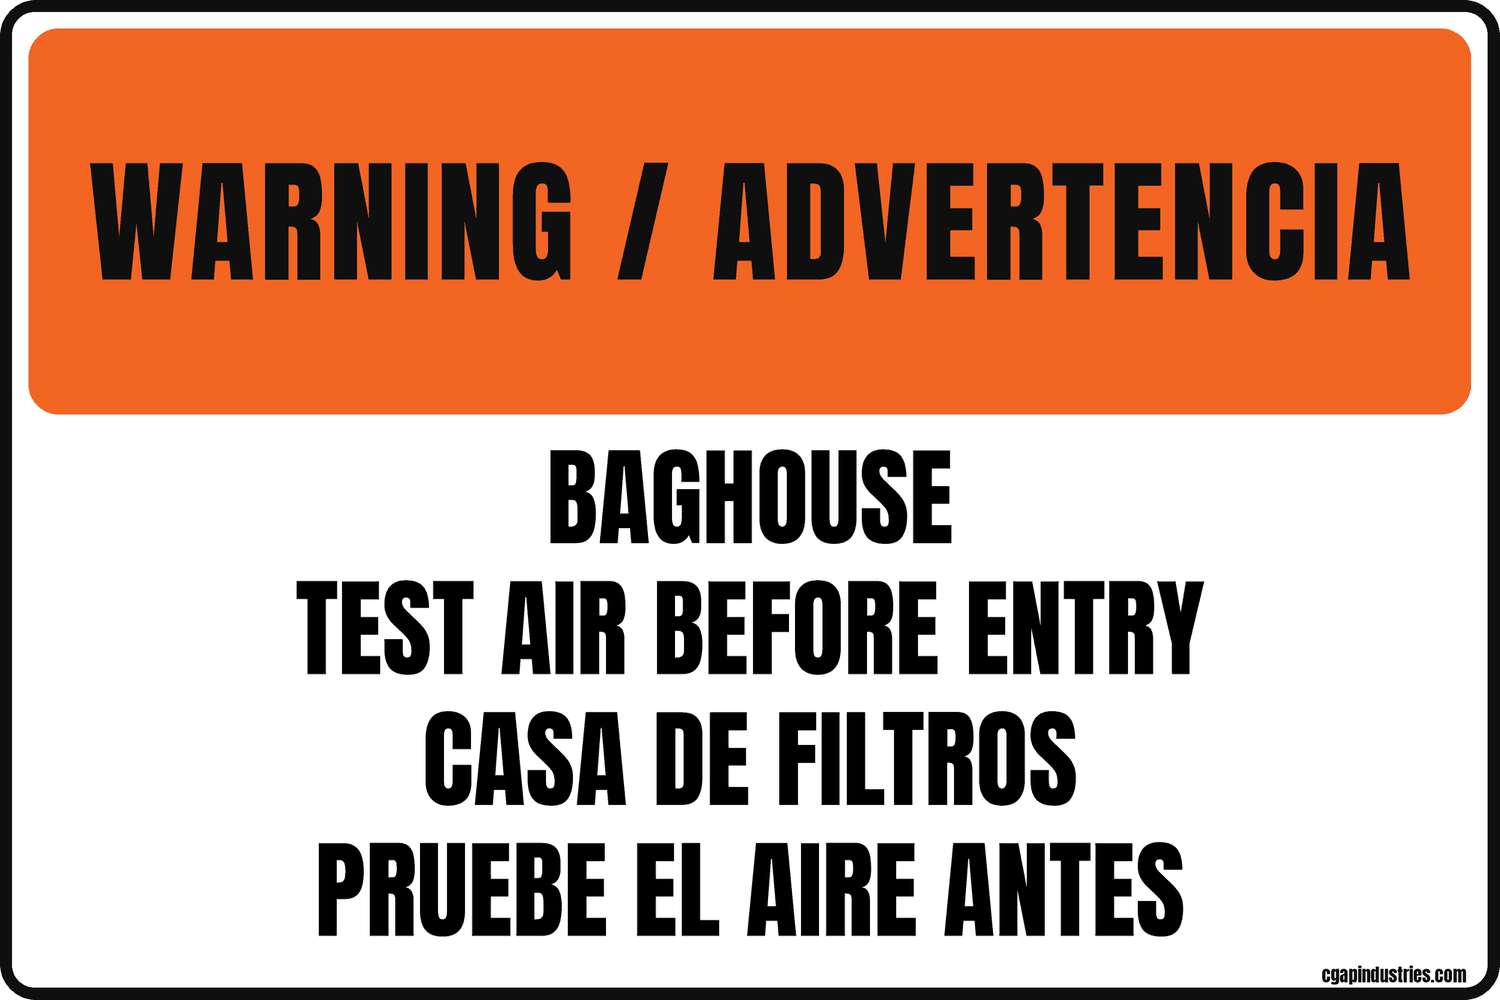 WARNING / ADVERTENCIA
BAGHOUSE
TEST AIR BEFORE ENTRY
CASA DE FILTROS
PRUEBE EL AIRE ANTES
cgapindustries.com